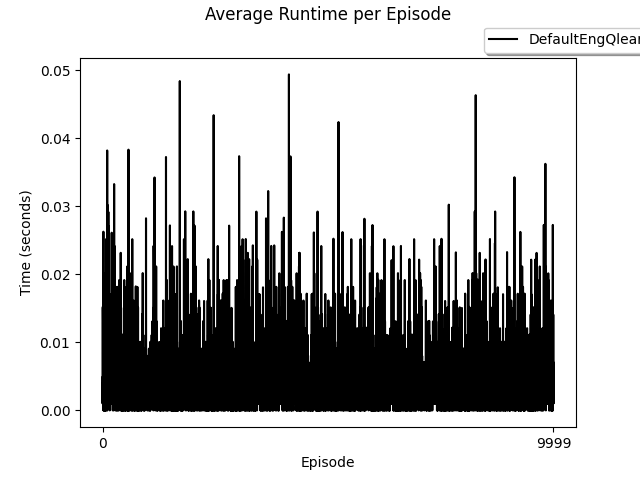 Average Runtime per Episode
DefaultEngQlear
0.05
0.04
0.03
0.02
0.01
0.00
Time (seconds)
0 9999
Episode